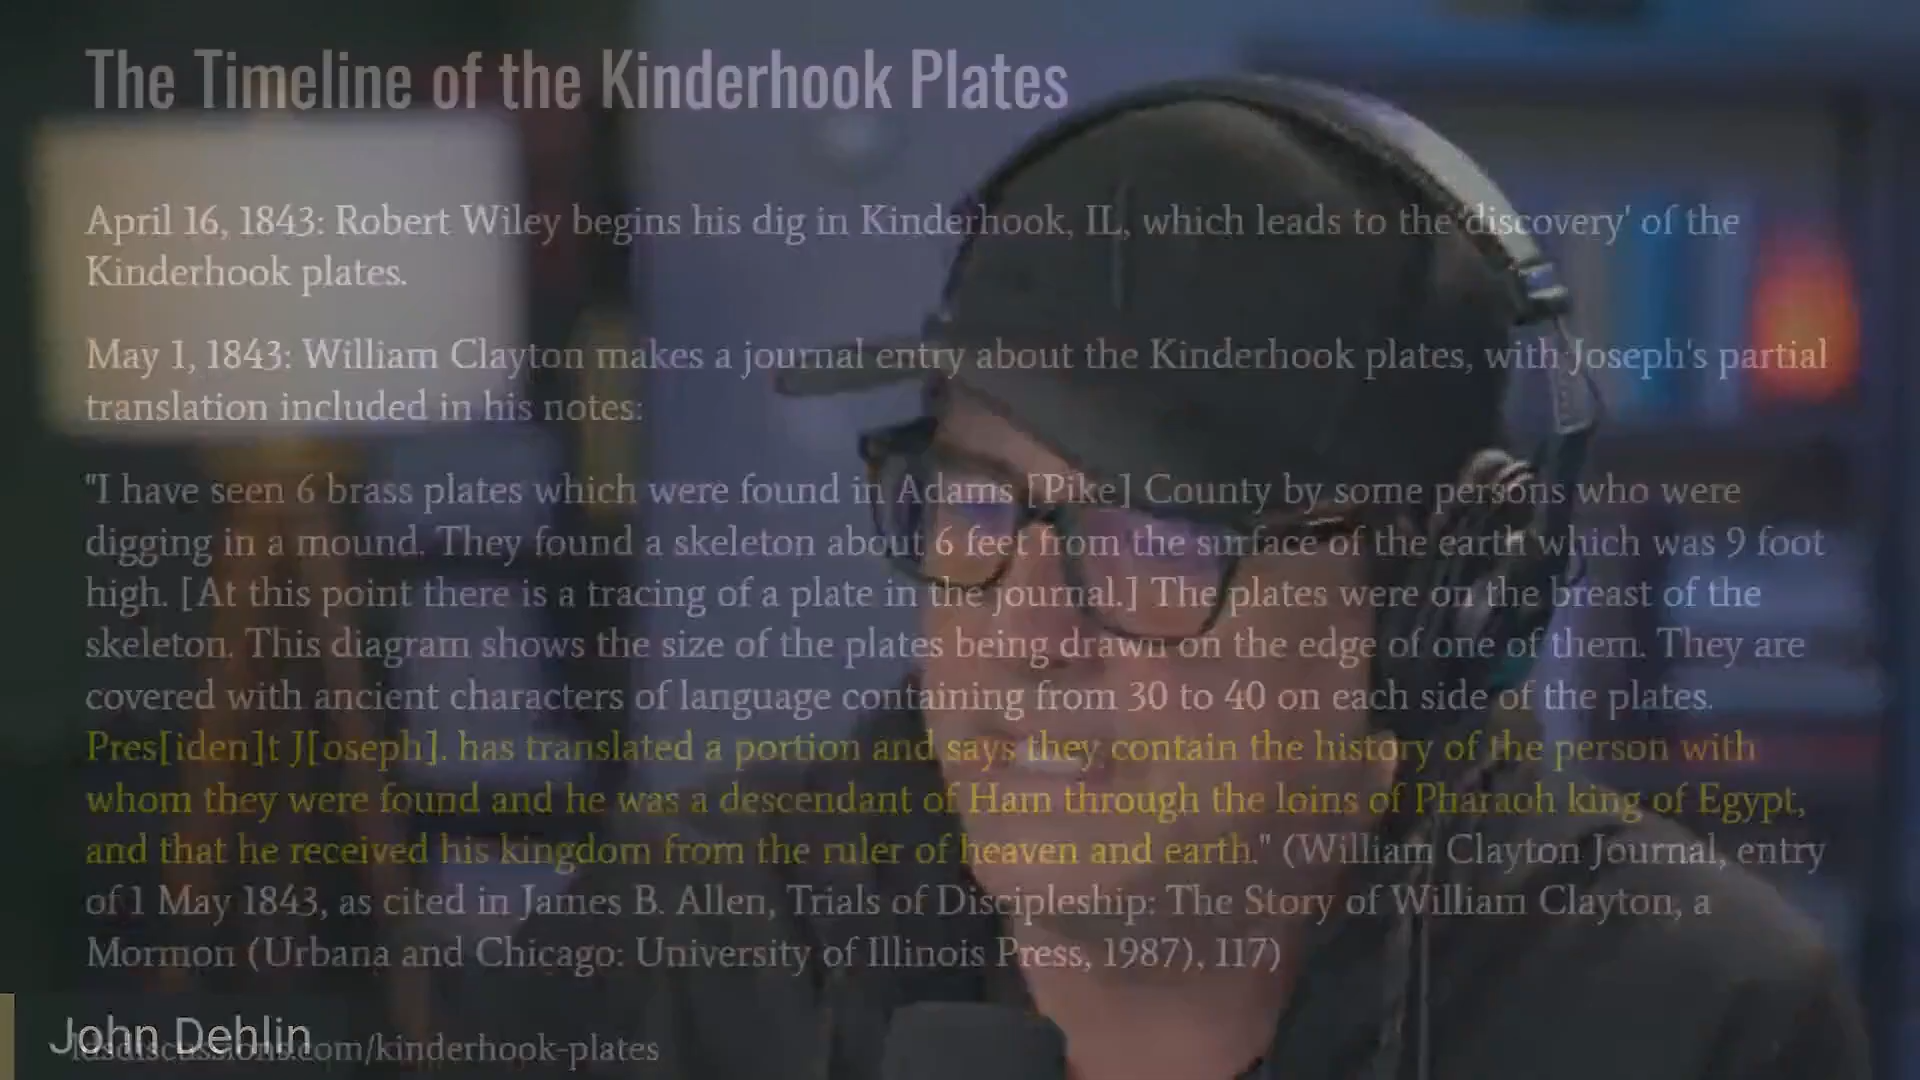 The Timeline of the Kinderhook Plates
April 16, 1843: Robert Wiley begins his dig in Kinderhook, IL, which leads to the 'discovery' of the
Kinderhook plates.
May 1, 1843: William Clayton makes a journal entry about the Kinderhook plates, with Joseph's partial
translation included in his notes:
"I have seen 6 brass plates which were found in Adams [Pike] County by some persons who were
digging in a mound. They found a skeleton about 6 feet from the surface of the earth which was 9 foot
high. [At this point there is a tracing of a plate in the journal.] The plates were on the breast of the
skeleton. This diagram shows the size of the plates being drawn on the edge of one of them. They are
covered with ancient characters of language containing from 30 to 40 on each side of the plates.
Pres[iden]t J[oseph]. has translated a portion and says they contain the history of the person with
whom they were found and he was a descendant of Ham through the loins of Pharaoh king of Egypt,
and that he received his kingdom from the ruler of heaven and earth." (William Clayton Journal, entry
of 1 May 1843, as cited in James B. Allen, Trials of Discipleship: The Story of William Clayton, a
Mormon (Urbana and Chicago: University of Illinois Press, 1987), 117)
John Dehlin
ldsdiscussions.com/kinderhook-plates